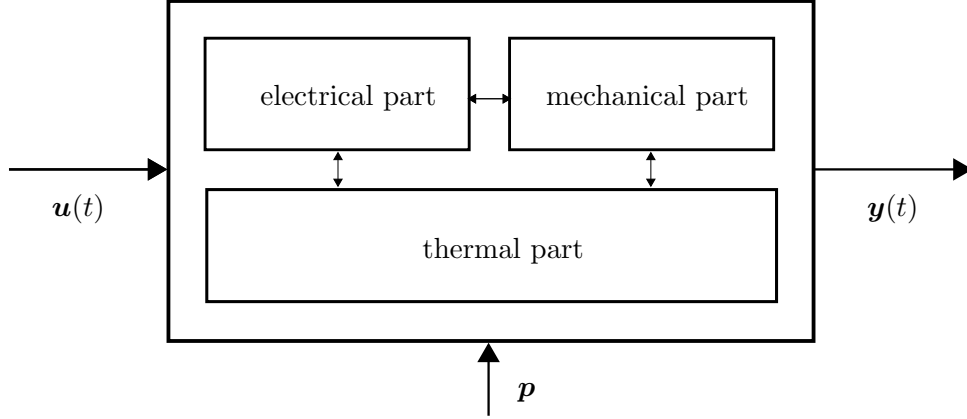 electrical part
mechanical part
thermal part
u(t)
y(t)
p